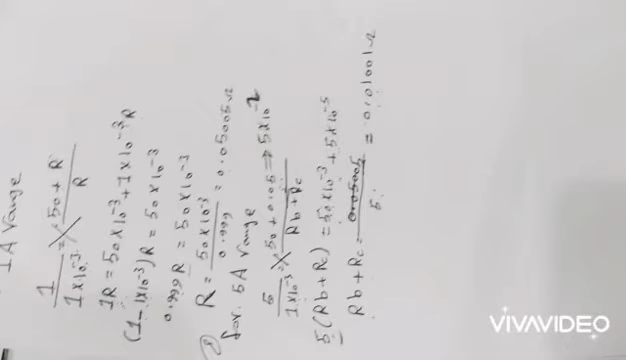 1A range
1 / 1×10⁻³ = 50 + R / R
1R = 50×10⁻³ + 1×10⁻³R
(1 - 1×10⁻³)R = 50×10⁻³
0.999R = 50×10⁻³
R = 50×10⁻³ / 0.999 = 0.05005Ω
for. 5A range
5 / 1×10⁻³ = 50 + 0.05 → 5×10⁻² / Rb+Rc
5(Rb+Rc) = 50×10⁻³ + 5×10⁻⁵
Rb+Rc = 0.05005 / 5 = 0.01001Ω
VIVAVIDEO